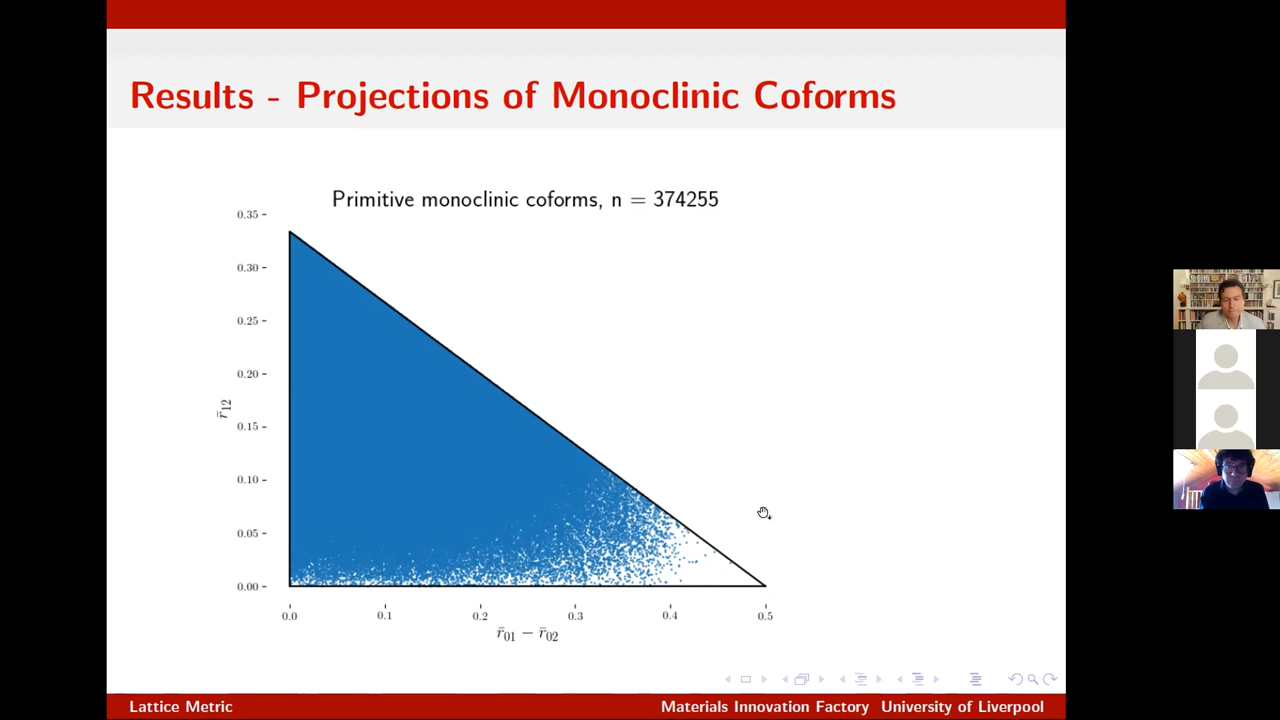 Results - Projections of Monoclinic Coforms
Primitive monoclinic coforms, n = 374255
0.35
0.30
0.25
0.20
0.15
0.10
0.05
0.00
r̄₁₂
0.0 0.1 0.2 0.3 0.4 0.5
r̄₀₁ − r̄₀₂
Lattice Metric Materials Innovation Factory University of Liverpool